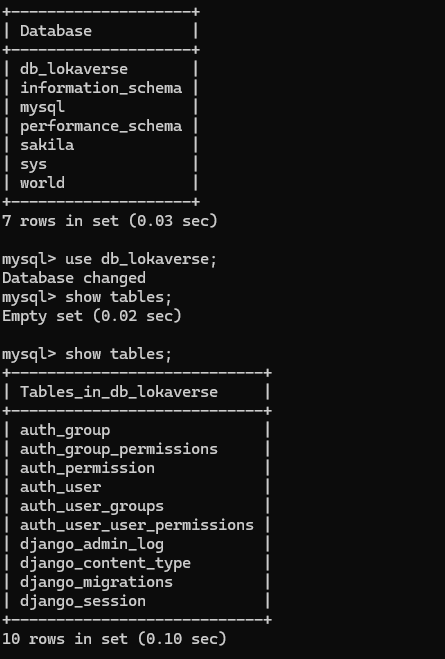 +--------------------+
| Database           |
+--------------------+
| db_lokaverse       |
| information_schema |
| mysql              |
| performance_schema |
| sakila             |
| sys                |
| world              |
+--------------------+
7 rows in set (0.03 sec)

mysql> use db_lokaverse;
Database changed
mysql> show tables;
Empty set (0.02 sec)

mysql> show tables;
+----------------------------+
| Tables_in_db_lokaverse     |
+----------------------------+
| auth_group                 |
| auth_group_permissions     |
| auth_permission            |
| auth_user                  |
| auth_user_groups           |
| auth_user_user_permissions |
| django_admin_log           |
| django_content_type        |
| django_migrations          |
| django_session             |
+----------------------------+
10 rows in set (0.10 sec)